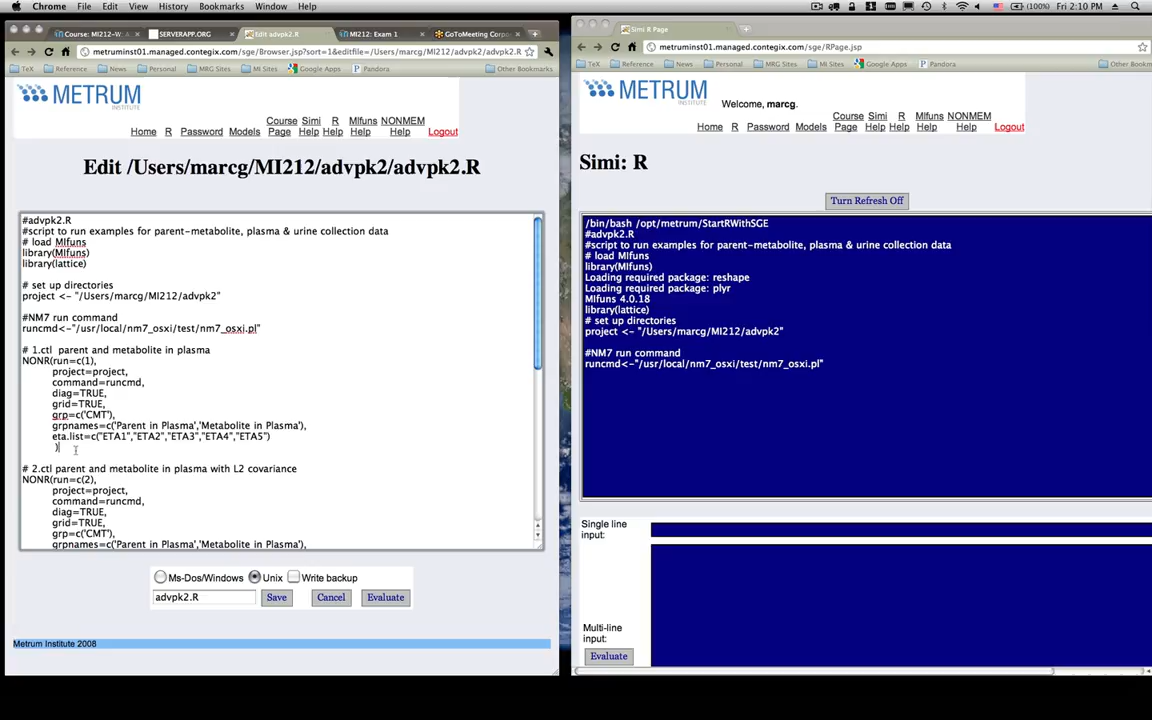 Chrome File Edit View History Bookmarks Window Help
(100%) Fri 2:10 PM
Course: MI212-W. A
SERVERAPP.ORG
Edit advpk2.R
MI212: Exam 1
GoToMeeting Corpo
metruminst01.managed.contegix.com/sge/Browser.jsp?sort=1&editfile=/Users/marcg/MI212/advpk2/advpk2.R
TeX Reference News Personal MRG Sites MI Sites Google Apps Pandora Other Bookmarks
METRUM
INSTITUTE
Home R Password Models Course Page Simi Help R Help MIfuns Help NONMEM Help Logout
Edit /Users/marcg/MI212/advpk2/advpk2.R
#advpk2.R
#script to run examples for parent-metabolite, plasma & urine collection data
# load MIfuns
library(MIfuns)
library(lattice)
# set up directories
project <- "/Users/marcg/MI212/advpk2"
#NM7 run command
runcmd<-"/usr/local/nm7_osxi/test/nm7_osxi.pl"
# 1.ctl  parent and metabolite in plasma
NONR(run=c(1),
project=project,
command=runcmd,
diag=TRUE,
grid=TRUE,
grp=c('CMT'),
grpnames=c('Parent in Plasma','Metabolite in Plasma'),
eta.list=c("ETA1","ETA2","ETA3","ETA4","ETA5")
)
# 2.ctl parent and metabolite in plasma with L2 covariance
NONR(run=c(2),
project=project,
command=runcmd,
diag=TRUE,
grid=TRUE,
grp=c('CMT'),
grpnames=c('Parent in Plasma','Metabolite in Plasma'),
Ms-Dos/Windows Unix Write backup
advpk2.R Save Cancel Evaluate
Metrum Institute 2008
Simi R Page
metruminst01.managed.contegix.com/sge/RPage.jsp
TeX Reference News Personal MRG Sites MI Sites Google Apps Pandora Other Bookm
METRUM
INSTITUTE
Welcome, marcg.
Home R Password Models Course Page Simi Help R Help MIfuns Help NONMEM Help Logout
Simi: R
Turn Refresh Off
/bin/bash /opt/metrum/StartRWithSGE
#advpk2.R
#script to run examples for parent-metabolite, plasma & urine collection data
# load MIfuns
library(MIfuns)
Loading required package: reshape
Loading required package: plyr
MIfuns 4.0.18
library(lattice)
# set up directories
project <- "/Users/marcg/MI212/advpk2"
#NM7 run command
runcmd<-"/usr/local/nm7_osxi/test/nm7_osxi.pl"
Single line
input:
Multi-line
input:
Evaluate